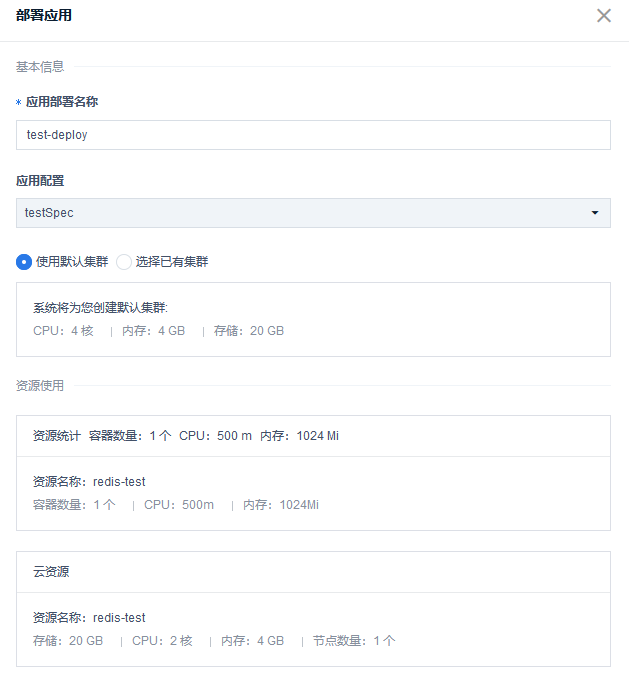 部署应用
基本信息
* 应用部署名称
test-deploy
应用配置
testSpec
使用默认集群 选择已有集群
系统将为您创建默认集群:
CPU: 4 核 | 内存: 4 GB | 存储: 20 GB
资源使用
资源统计 容器数量: 1 个 CPU: 500 m 内存: 1024 Mi
资源名称: redis-test
容器数量: 1 个 | CPU: 500m | 内存: 1024Mi
云资源
资源名称: redis-test
存储: 20 GB | CPU: 2 核 | 内存: 4 GB | 节点数量: 1 个